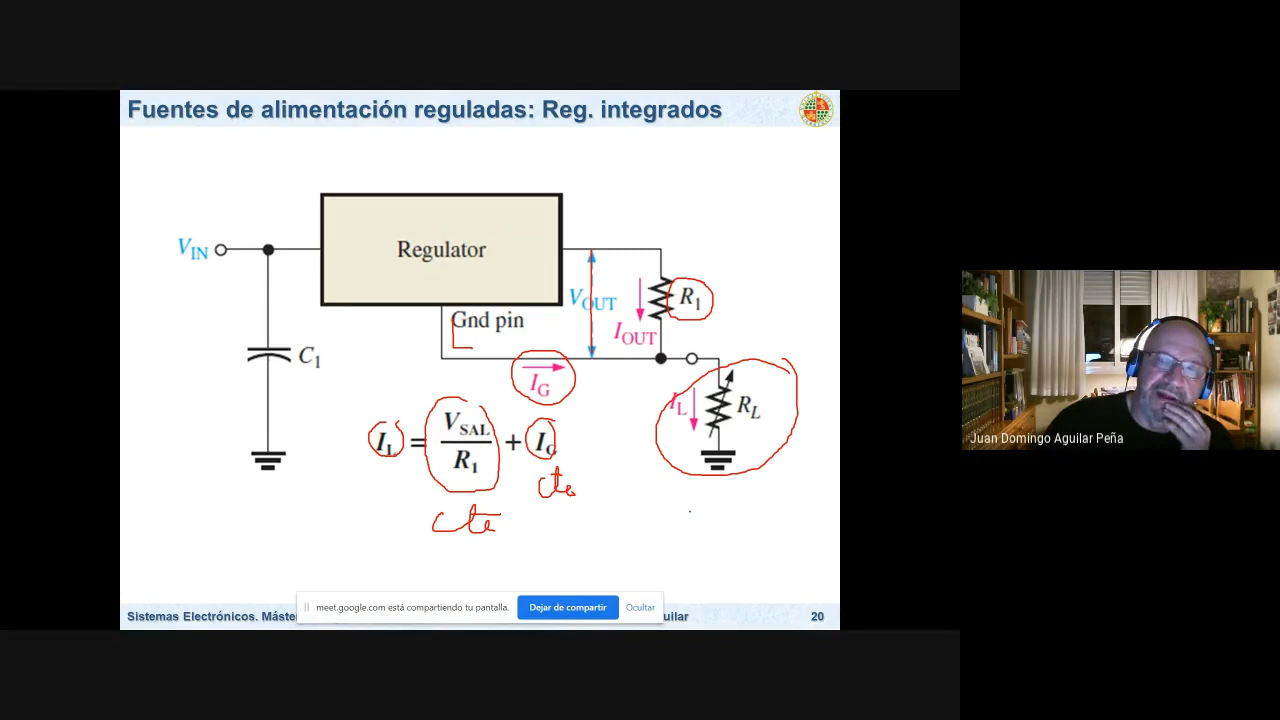 Fuentes de alimentación reguladas: Reg. integrados
VIN
Regulator
VOUT
R1
IOUT
Gnd pin
C1
IG
IL
RL
IL = VSAL / R1 + IG
cte
cte
Juan Domingo Aguilar Peña
meet.google.com está compartiendo tu pantalla.
Dejar de compartir
Ocultar
Sistemas Electrónicos. Máste
uilar
20